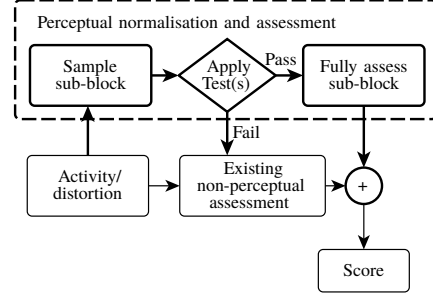 Perceptual normalisation and assessment
Sample
sub-block
Apply
Test(s)
Pass
Fully assess
sub-block
Fail
Activity/
distortion
Existing
non-perceptual
assessment
+
Score